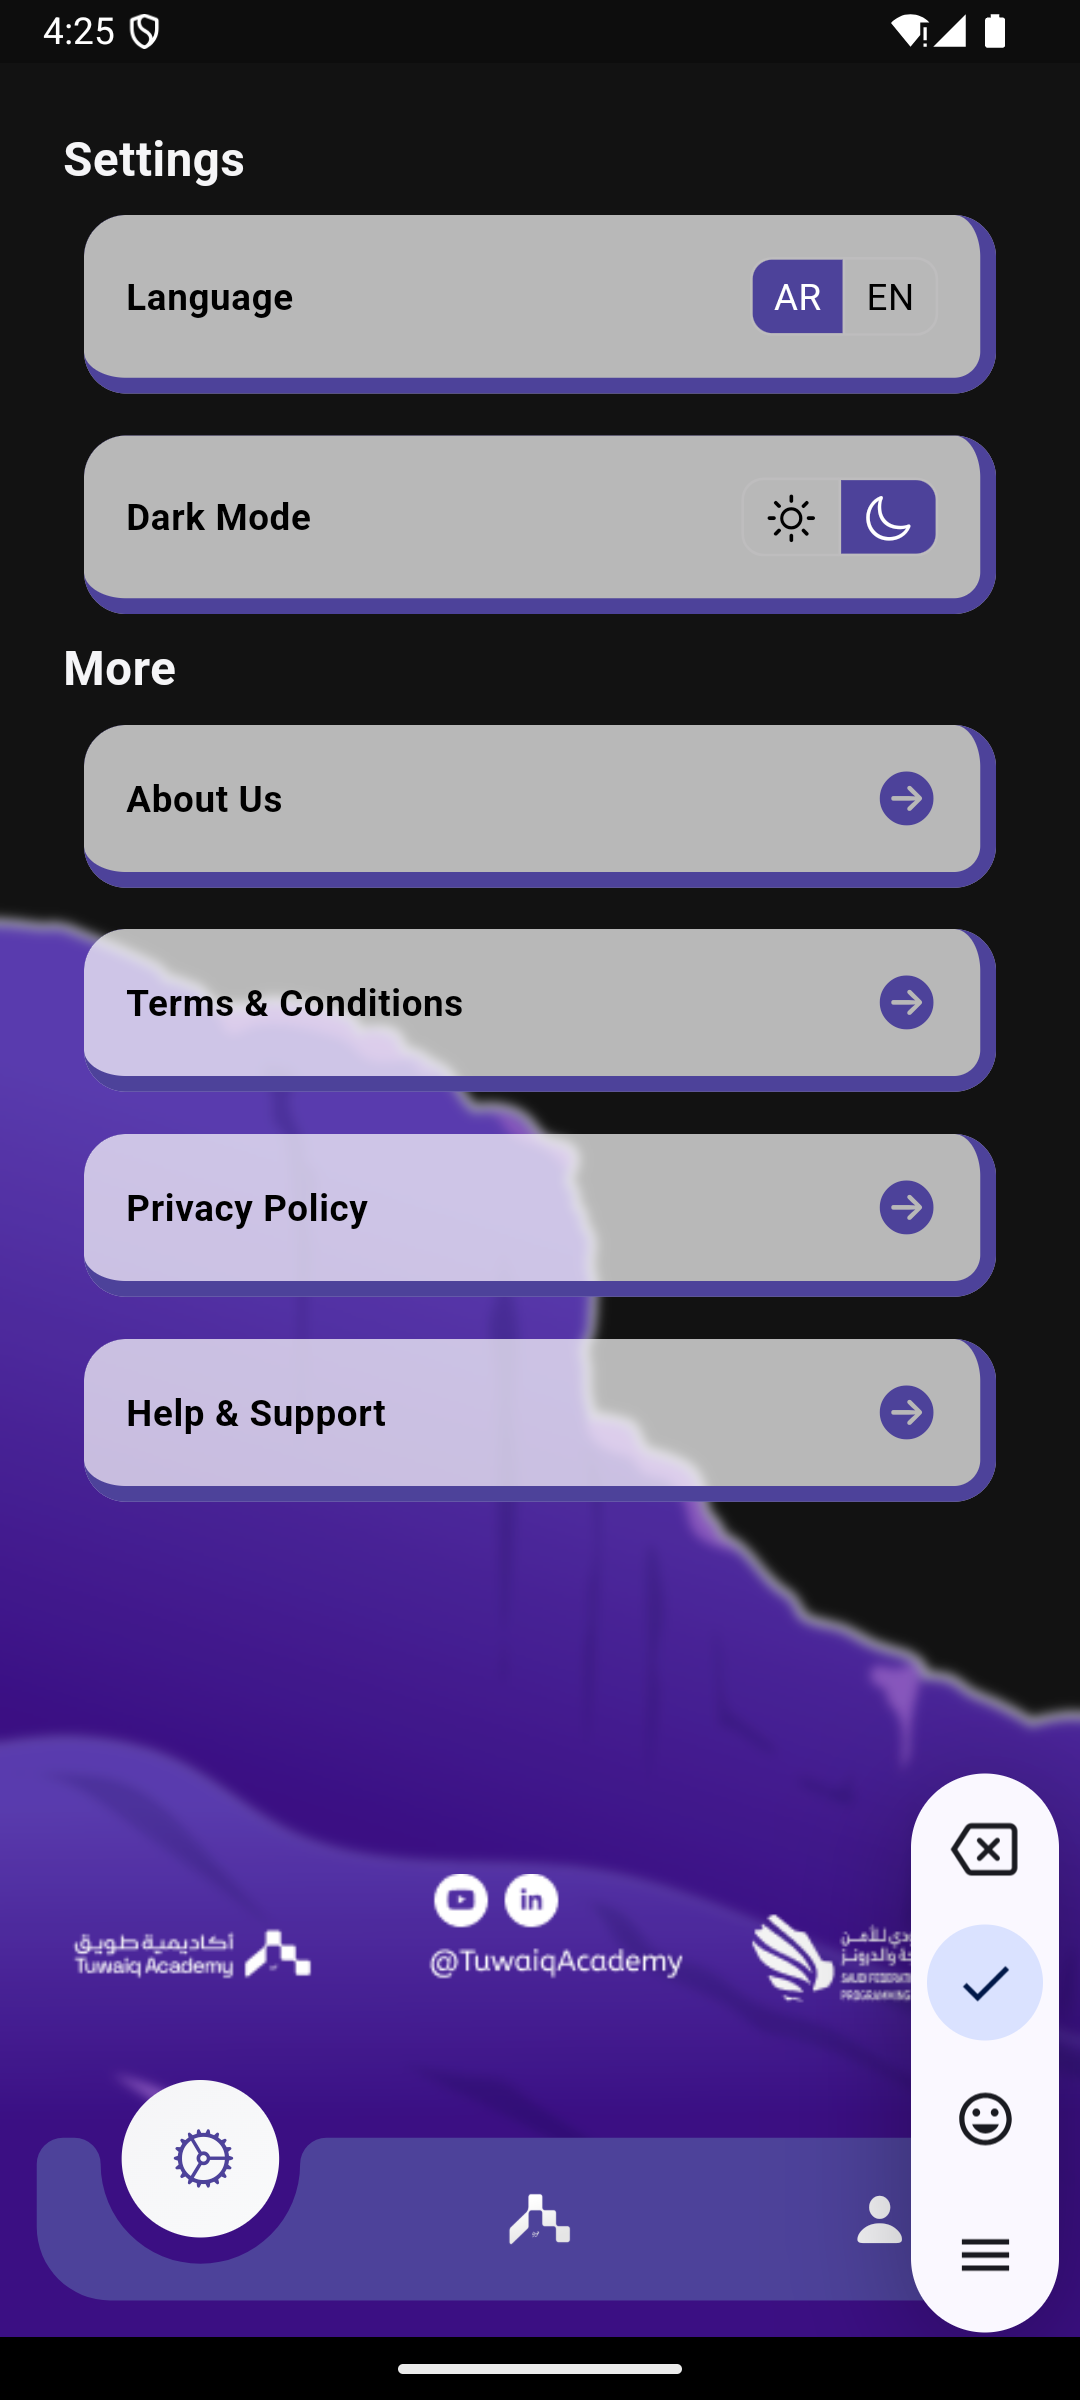 4:25
Settings
Language
AR EN
Dark Mode
More
About Us
Terms & Conditions
Privacy Policy
Help & Support
in
أكاديمية طويق
Tuwaiq Academy
@TuwaiqAcademy